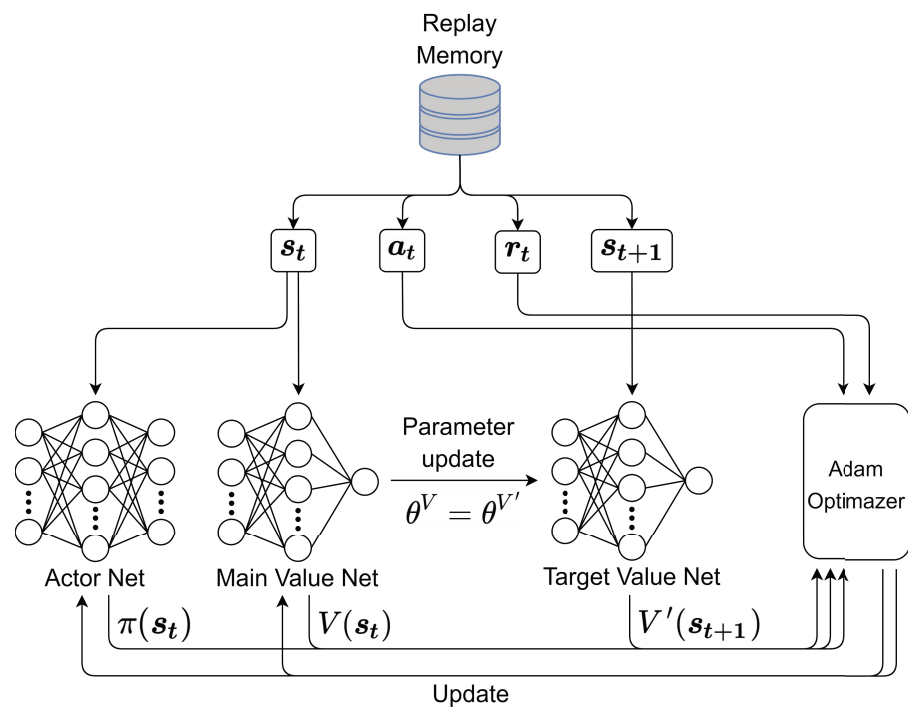 Replay
Memory
s_t
a_t
r_t
s_{t+1}
Parameter
update
θ^V = θ^{V'}
Adam
Optimazer
Actor Net
Main Value Net
Target Value Net
π(s_t)
V(s_t)
V'(s_{t+1})
Update